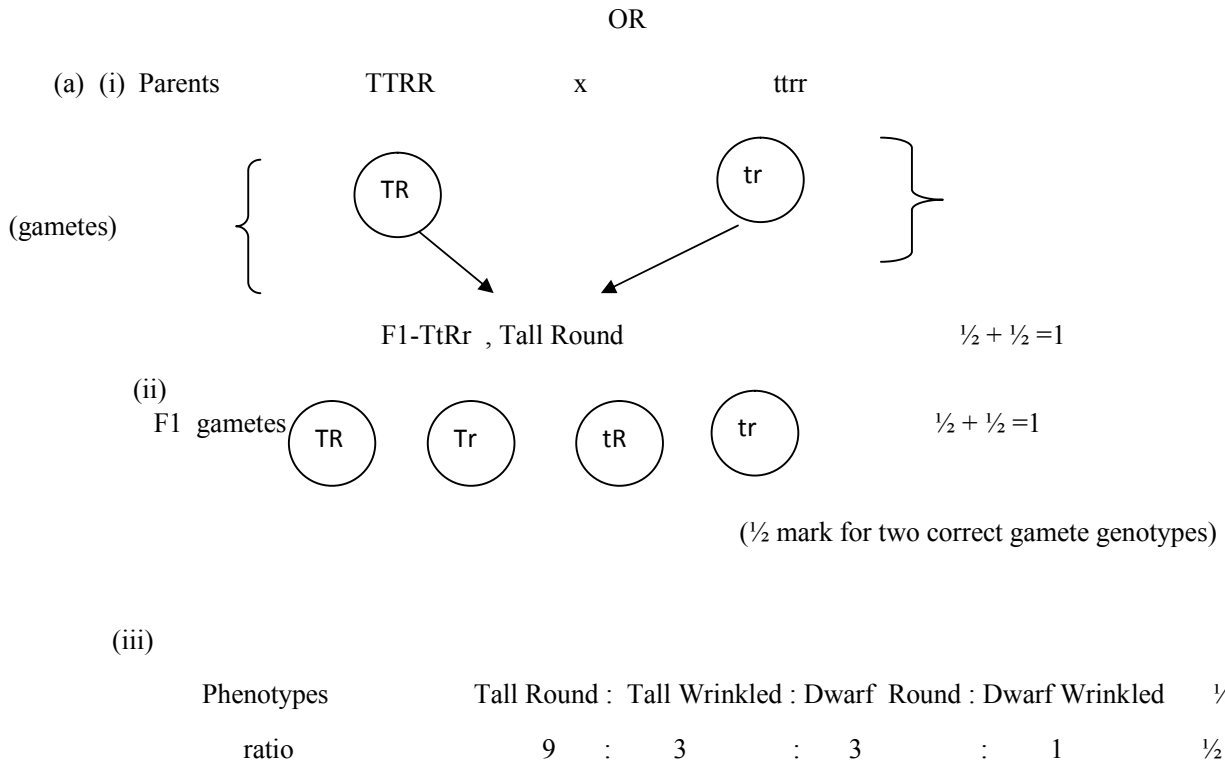 OR
(a) (i) Parents TTRR x ttrr
TR tr
(gametes)
F1-TtRr , Tall Round ½ + ½ =1
(ii)
F1 gametes TR Tr tR tr ½ + ½ =1
(½ mark for two correct gamete genotypes)
(iii)
Phenotypes Tall Round : Tall Wrinkled : Dwarf Round : Dwarf Wrinkled
ratio 9 : 3 : 3 : 1 ½